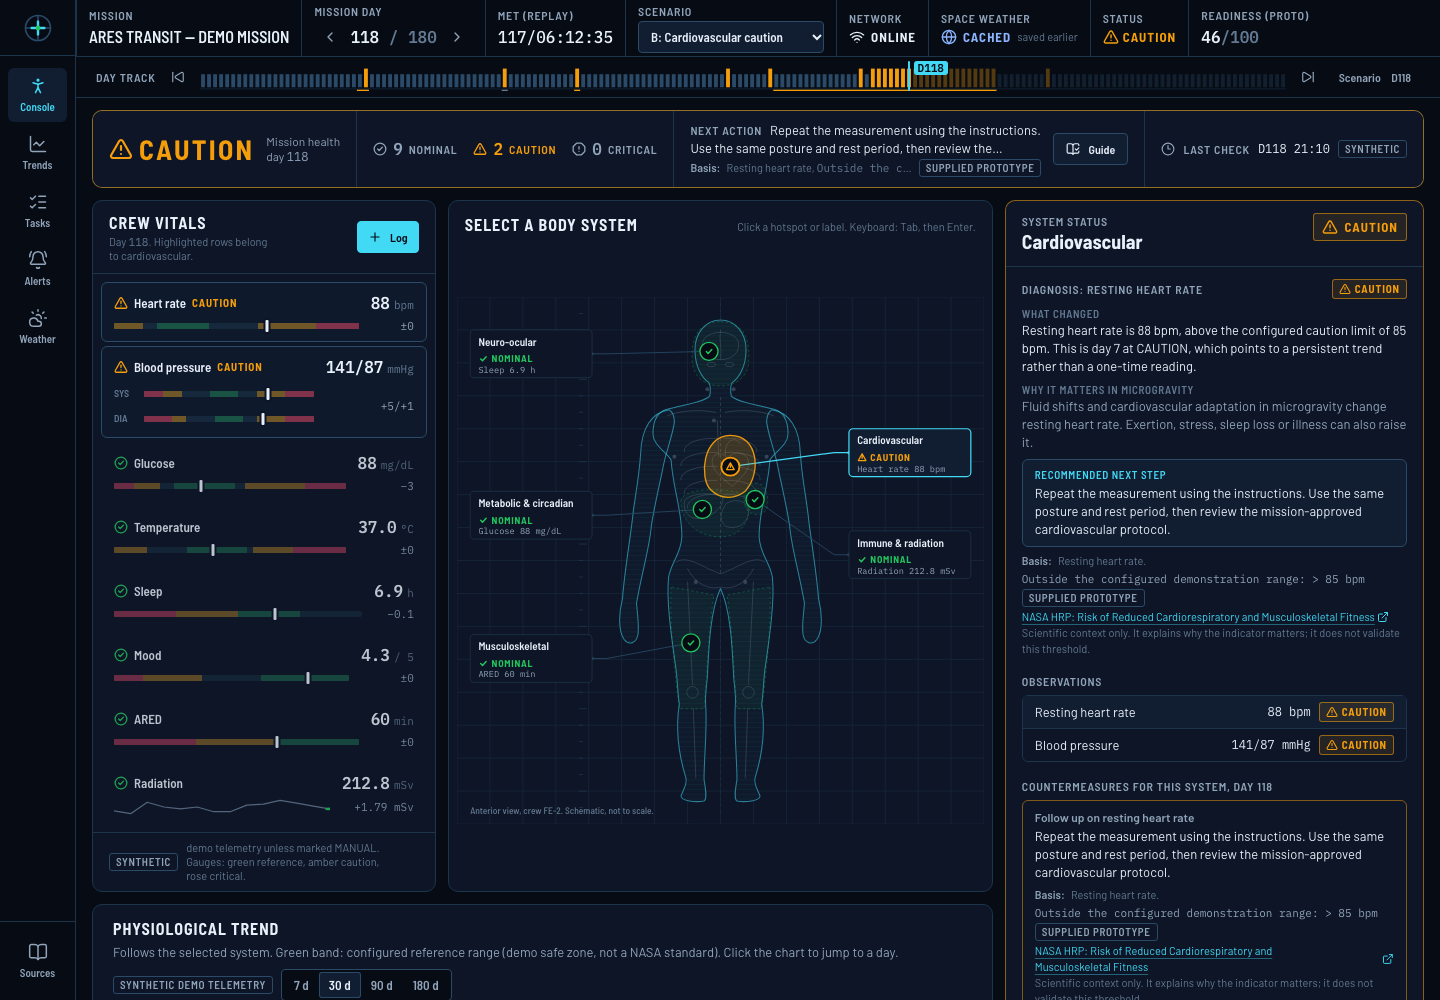 MISSION
ARES TRANSIT – DEMO MISSION
MISSION DAY
118 / 180
MET (REPLAY)
117/06:12:35
SCENARIO
B: Cardiovascular caution
NETWORK
ONLINE
SPACE WEATHER
CACHED saved earlier
STATUS
CAUTION
READINESS (PROTO)
46/100
DAY TRACK
D118
Scenario D118
Console
Trends
Tasks
Alerts
Weather
Sources
CAUTION
Mission health
day 118
9 NOMINAL
2 CAUTION
0 CRITICAL
NEXT ACTION Repeat the measurement using the instructions.
Use the same posture and rest period, then review the...
Basis: Resting heart rate, Outside the c... SUPPLIED PROTOTYPE
Guide
LAST CHECK D118 21:10 SYNTHETIC
CREW VITALS
Day 118. Highlighted rows belong
to cardiovascular.
Log
Heart rate CAUTION 88 bpm
±0
Blood pressure CAUTION 141/87 mmHg
SYS
+5/+1
DIA
Glucose 88 mg/dL
−3
Temperature 37.0 °C
±0
Sleep 6.9 h
−0.1
Mood 4.3 / 5
±0
ARED 60 min
±0
Radiation 212.8 mSv
+1.79 mSv
SYNTHETIC
demo telemetry unless marked MANUAL.
Gauges: green reference, amber caution,
rose critical.
SELECT A BODY SYSTEM
Click a hotspot or label. Keyboard: Tab, then Enter.
Neuro-ocular
NOMINAL
Sleep 6.9 h
Cardiovascular
CAUTION
Heart rate 88 bpm
Metabolic & circadian
NOMINAL
Glucose 88 mg/dL
Immune & radiation
NOMINAL
Radiation 212.8 mSv
Musculoskeletal
NOMINAL
ARED 60 min
Anterior view, crew FE-2. Schematic, not to scale.
SYSTEM STATUS
Cardiovascular
CAUTION
DIAGNOSIS: RESTING HEART RATE
CAUTION
WHAT CHANGED
Resting heart rate is 88 bpm, above the configured caution limit of 85
bpm. This is day 7 at CAUTION, which points to a persistent trend
rather than a one-time reading.
WHY IT MATTERS IN MICROGRAVITY
Fluid shifts and cardiovascular adaptation in microgravity change
resting heart rate. Exertion, stress, sleep loss or illness can also raise
it.
RECOMMENDED NEXT STEP
Repeat the measurement using the instructions. Use the same
posture and rest period, then review the mission-approved
cardiovascular protocol.
Basis: Resting heart rate.
Outside the configured demonstration range: > 85 bpm
SUPPLIED PROTOTYPE
NASA HRP: Risk of Reduced Cardiorespiratory and Musculoskeletal Fitness
Scientific context only. It explains why the indicator matters; it does not validate
this threshold.
OBSERVATIONS
Resting heart rate 88 bpm CAUTION
Blood pressure 141/87 mmHg CAUTION
COUNTERMEASURES FOR THIS SYSTEM, DAY 118
Follow up on resting heart rate
Repeat the measurement using the instructions. Use the same
posture and rest period, then review the mission-approved
cardiovascular protocol.
Basis: Resting heart rate.
Outside the configured demonstration range: > 85 bpm
SUPPLIED PROTOTYPE
NASA HRP: Risk of Reduced Cardiorespiratory and
Musculoskeletal Fitness
Scientific context only. It explains why the indicator matters; it does not
validate this threshold.
PHYSIOLOGICAL TREND
Follows the selected system. Green band: configured reference range (demo safe zone, not a NASA standard). Click the chart to jump to a day.
SYNTHETIC DEMO TELEMETRY
7 d 30 d 90 d 180 d